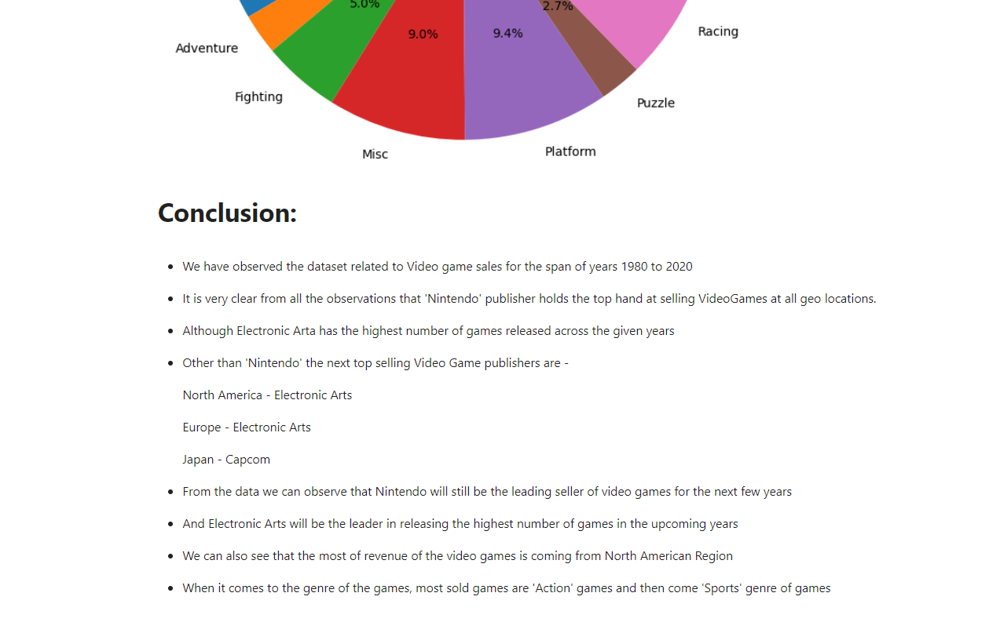 5.0%
2.7%
9.0%
9.4%
Racing
Adventure
Fighting
Puzzle
Misc
Platform
Conclusion:
We have observed the dataset related to Video game sales for the span of years 1980 to 2020
It is very clear from all the observations that 'Nintendo' publisher holds the top hand at selling VideoGames at all geo locations.
Although Electronic Arta has the highest number of games released across the given years
Other than 'Nintendo' the next top selling Video Game publishers are -
North America - Electronic Arts
Europe - Electronic Arts
Japan - Capcom
From the data we can observe that Nintendo will still be the leading seller of video games for the next few years
And Electronic Arts will be the leader in releasing the highest number of games in the upcoming years
We can also see that the most of revenue of the video games is coming from North American Region
When it comes to the genre of the games, most sold games are 'Action' games and then come 'Sports' genre of games